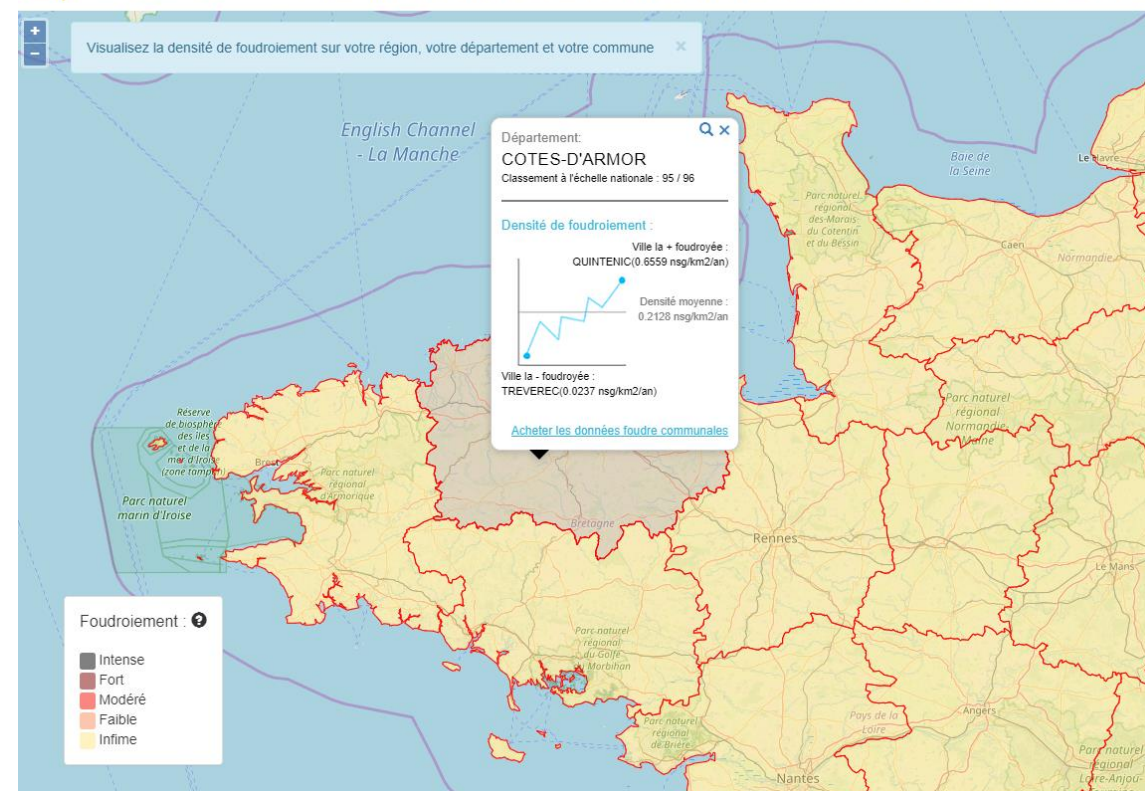 +
-
Visualisez la densité de foudroiement sur votre région, votre département et votre commune ×
English Channel
- La Manche
Département:
COTES-D'ARMOR
Classement à l'échelle nationale : 95 / 96
Densité de foudroiement :
Ville la + foudroyée :
QUINTENIC(0.6559 nsg/km2/an)
Densité moyenne :
0.2128 nsg/km2/an
Ville la - foudroyée :
TREVEREC(0.0237 nsg/km2/an)
Acheter les données foudre communales
Baie de
la Seine
Le Havre
Parc naturel
régional
des Marais
du Cotentin
et du Bessin
Caen
Normandie
Parc naturel
régional
Normandie-
Maine
Réserve
de biosphère
des îles
et de la
mer d'Iroise
(zone tampon)
Brest
Parc naturel
régional
d'Armorique
Parc naturel
marin d'Iroise
Bretagne
Rennes
Le Mans
Parc naturel
régional
du Golfe
du Morbihan
Parc naturel
régional
de Brière
Pays de la
Loire
Angers
Nantes
Parc naturel
régional
Loire-Anjou-
Foudroiement :
Intense
Fort
Modéré
Faible
Infime